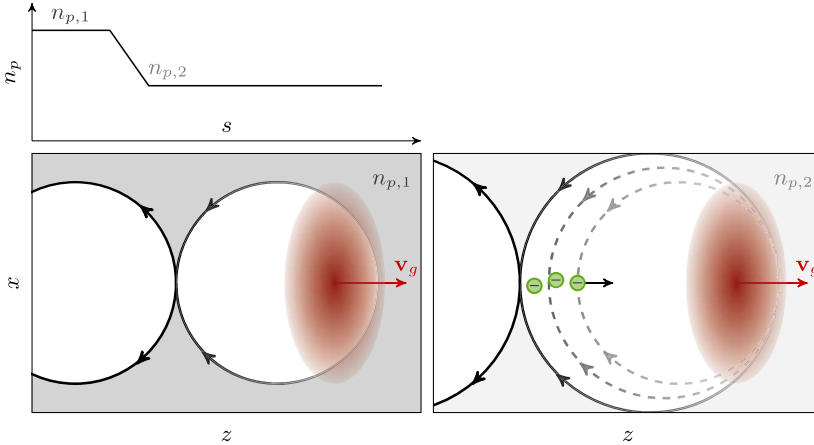 n_{p,1}
n_{p,2}
n_p
s
n_{p,1}
n_{p,2}
v_g
v_g
x
− − −
z
z